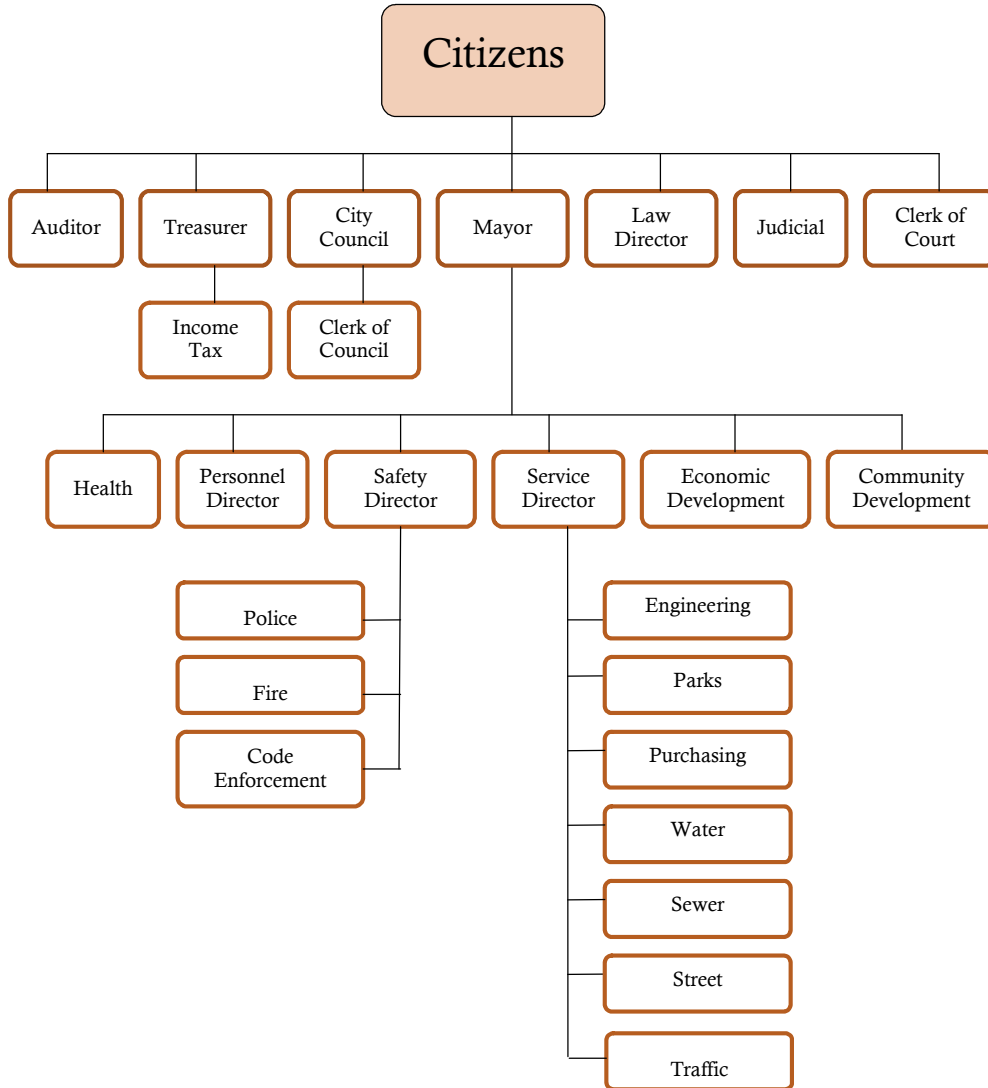 Citizens
Auditor
Treasurer
City
Council
Mayor
Law
Director
Judicial
Clerk of
Court
Income
Tax
Clerk of
Council
Health
Personnel
Director
Safety
Director
Service
Director
Economic
Development
Community
Development
Police
Fire
Code
Enforcement
Engineering
Parks
Purchasing
Water
Sewer
Street
Traffic